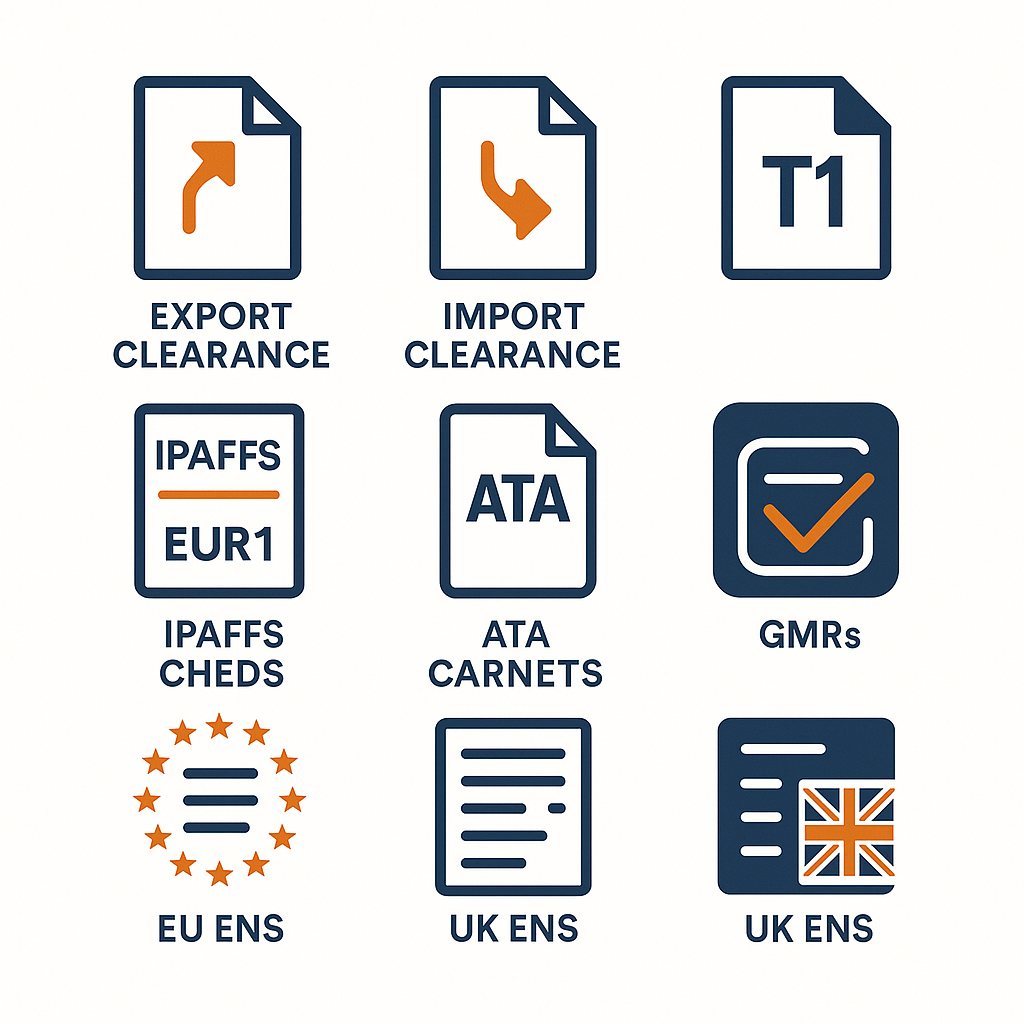 T1
EXPORT
CLEARANCE
IMPORT
CLEARANCE
IPAFFS
EUR1
ATA
IPAFFS
CHEDS
ATA
CARNETS
GMRs
EU ENS
UK ENS
UK ENS